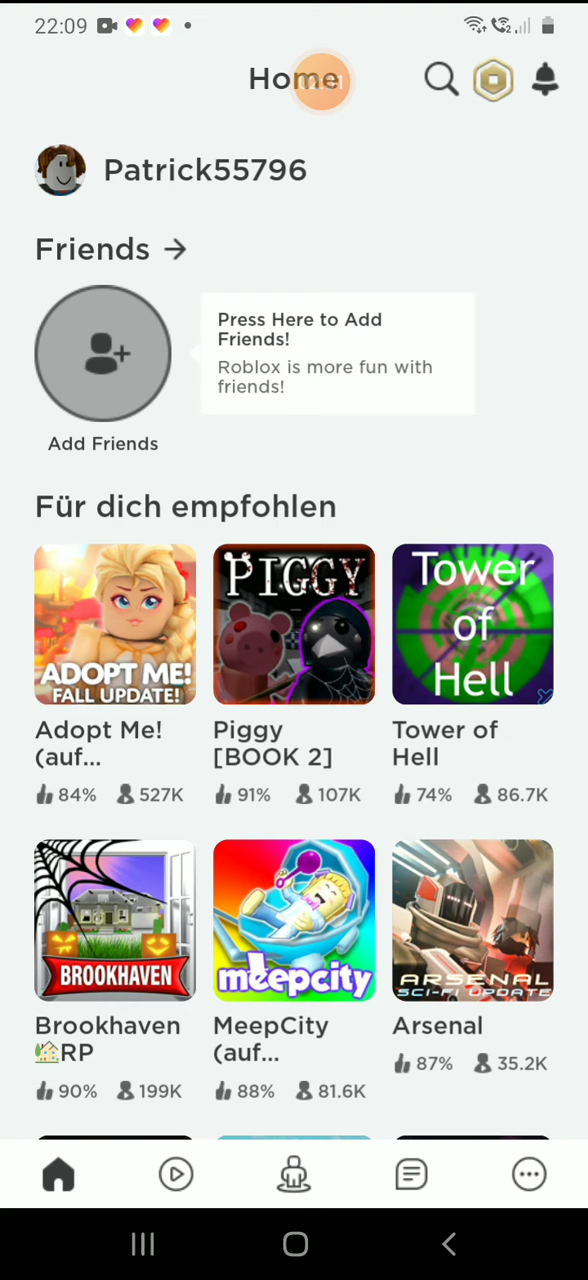 22:09
Home
Patrick55796
Friends →
Press Here to Add
Friends!
Roblox is more fun with
friends!
Add Friends
Für dich empfohlen
ADOPT ME!
FALL UPDATE!
PIGGY
Tower
of
Hell
Adopt Me!
(auf...
Piggy
[BOOK 2]
Tower of
Hell
84% 527K
91% 107K
74% 86.7K
BROOKHAVEN
meepcity
ARSENAL
SCI-FI UPDATE
Brookhaven
🏡RP
MeepCity
(auf...
Arsenal
90% 199K
88% 81.6K
87% 35.2K